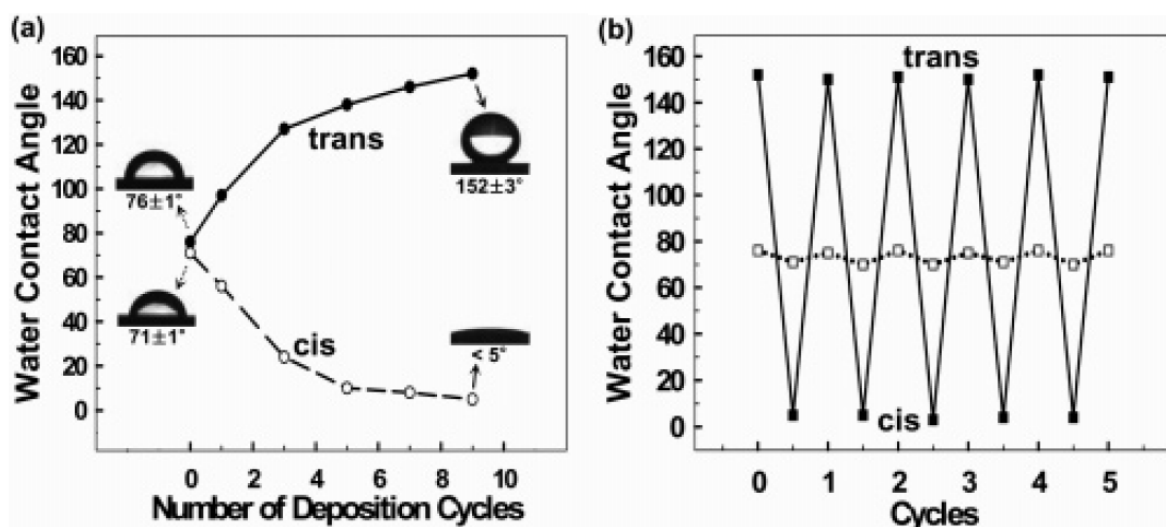 (a)
Water Contact Angle
160
140
120
100
80
60
40
20
0
trans
cis
76±1°
71±1°
152±3°
< 5°
0 2 4 6 8 10
Number of Deposition Cycles
(b)
Water Contact Angle
160
140
120
100
80
60
40
20
0
trans
cis
0 1 2 3 4 5
Cycles